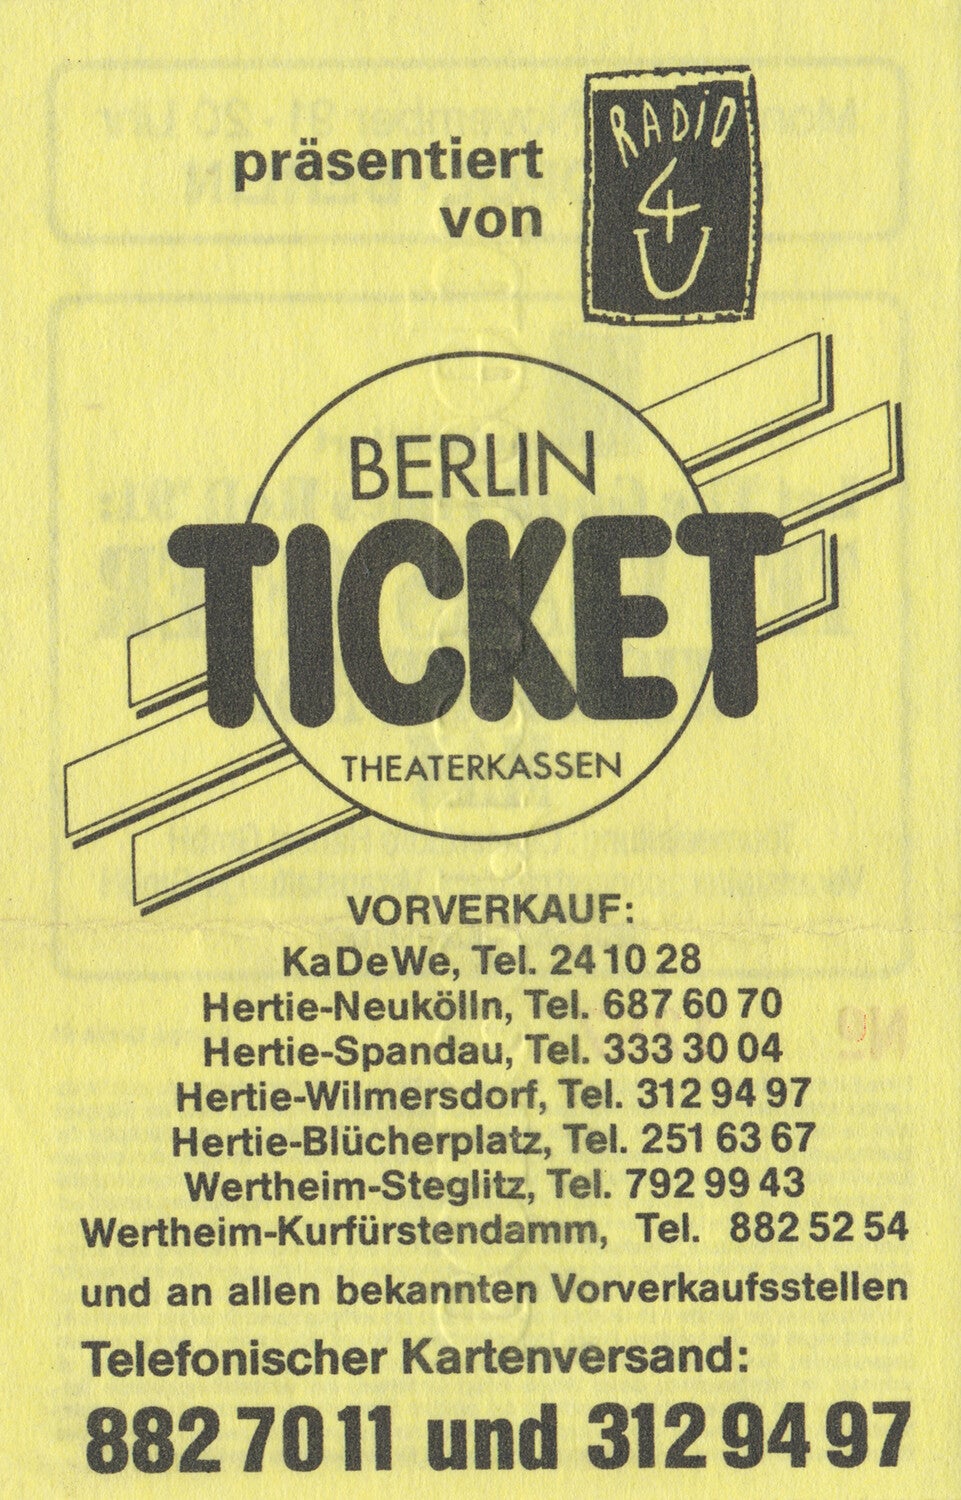 präsentiert
von
RADiO
4
U
BERLIN
TICKET
THEATERKASSEN
VORVERKAUF:
KaDeWe, Tel. 24 10 28
Hertie-Neukölln, Tel. 687 60 70
Hertie-Spandau, Tel. 333 30 04
Hertie-Wilmersdorf, Tel. 312 94 97
Hertie-Blücherplatz, Tel. 251 63 67
Wertheim-Steglitz, Tel. 792 99 43
Wertheim-Kurfürstendamm, Tel. 882 52 54
und an allen bekannten Vorverkaufsstellen
Telefonischer Kartenversand:
882 70 11 und 312 94 97